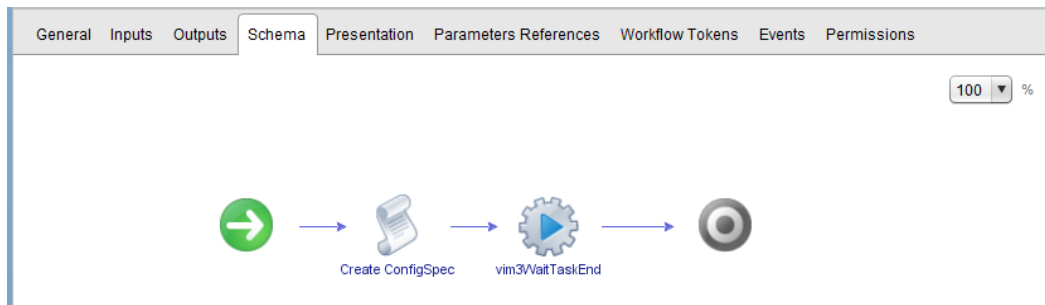 General Inputs Outputs Schema Presentation Parameters References Workflow Tokens Events Permissions
100 %
Create ConfigSpec vim3WaitTaskEnd